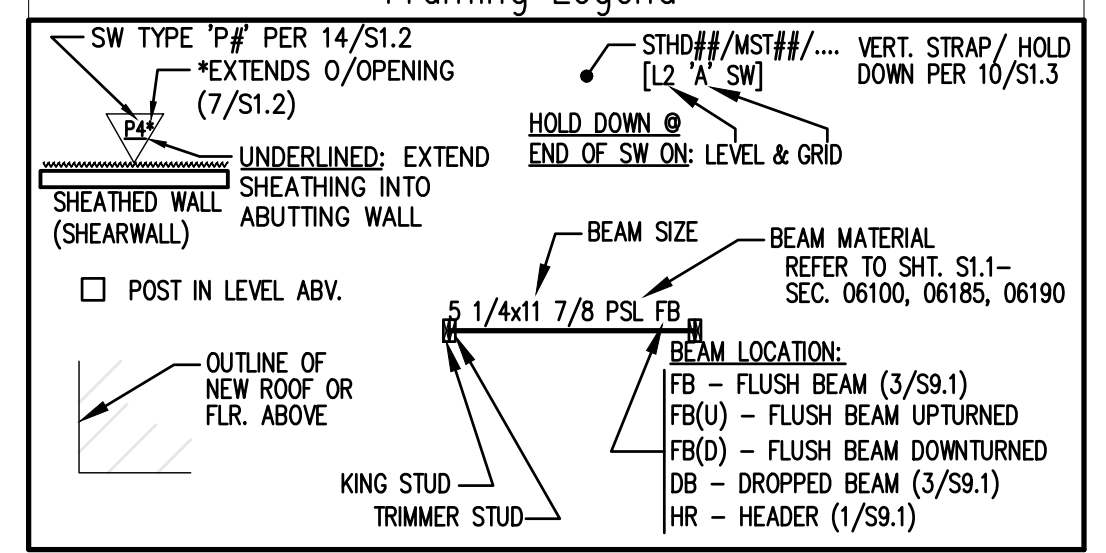 Framing Legend
SW TYPE 'P#' PER 14/S1.2
*EXTENDS O/OPENING
(7/S1.2)
P4*
UNDERLINED: EXTEND
SHEATHING INTO
ABUTTING WALL
SHEATHED WALL
(SHEARWALL)
STHD##/MST##/....
[L2 'A' SW]
VERT. STRAP/ HOLD
DOWN PER 10/S1.3
HOLD DOWN @
END OF SW ON: LEVEL & GRID
POST IN LEVEL ABV.
BEAM SIZE
BEAM MATERIAL
REFER TO SHT. S1.1–
SEC. 06100, 06185, 06190
5 1/4x11 7/8 PSL FB
OUTLINE OF
NEW ROOF OR
FLR. ABOVE
BEAM LOCATION:
FB – FLUSH BEAM (3/S9.1)
FB(U) – FLUSH BEAM UPTURNED
FB(D) – FLUSH BEAM DOWNTURNED
DB – DROPPED BEAM (3/S9.1)
HR – HEADER (1/S9.1)
KING STUD
TRIMMER STUD